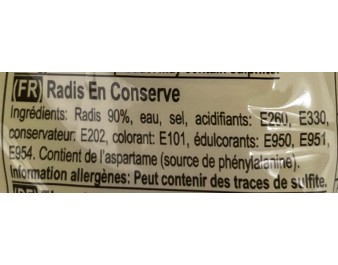 (FR) Radis En Conserve
Ingrédients: Radis 90%, eau, sel, acidifiants: E260, E330,
conservateur: E202, colorant: E101, édulcorants: E950, E951,
E954. Contient de l'aspartame (source de phénylalanine).
Information allergènes: Peut contenir des traces de sulfite.